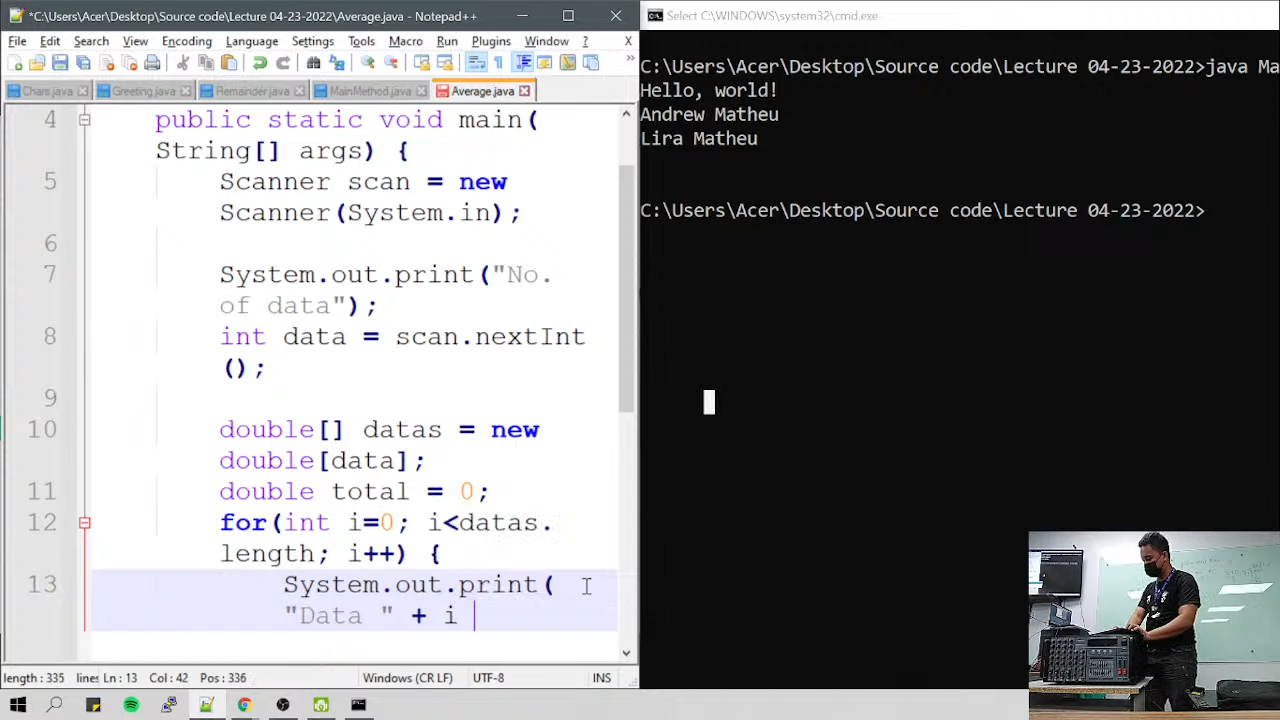 *C:\Users\Acer\Desktop\Source code\Lecture 04-23-2022\Average.java - Notepad++
File Edit Search View Encoding Language Settings Tools Macro Run Plugins Window ? X
Chars.java Greeting.java Remainder.java MainMethod.java Average.java
4 public static void main(
String[] args) {
5 Scanner scan = new
Scanner(System.in);
6
7 System.out.print("No.
of data");
8 int data = scan.nextInt
();
9
10 double[] datas = new
double[data];
11 double total = 0;
12 for(int i=0; i<datas.
length; i++) {
13 System.out.print(
"Data " + i
length: 335 lines Ln: 13 Col: 42 Pos: 336 Windows (CR LF) UTF-8 INS
Select C:\WINDOWS\system32\cmd.exe
C:\Users\Acer\Desktop\Source code\Lecture 04-23-2022>java Ma
Hello, world!
Andrew Matheu
Lira Matheu
C:\Users\Acer\Desktop\Source code\Lecture 04-23-2022>